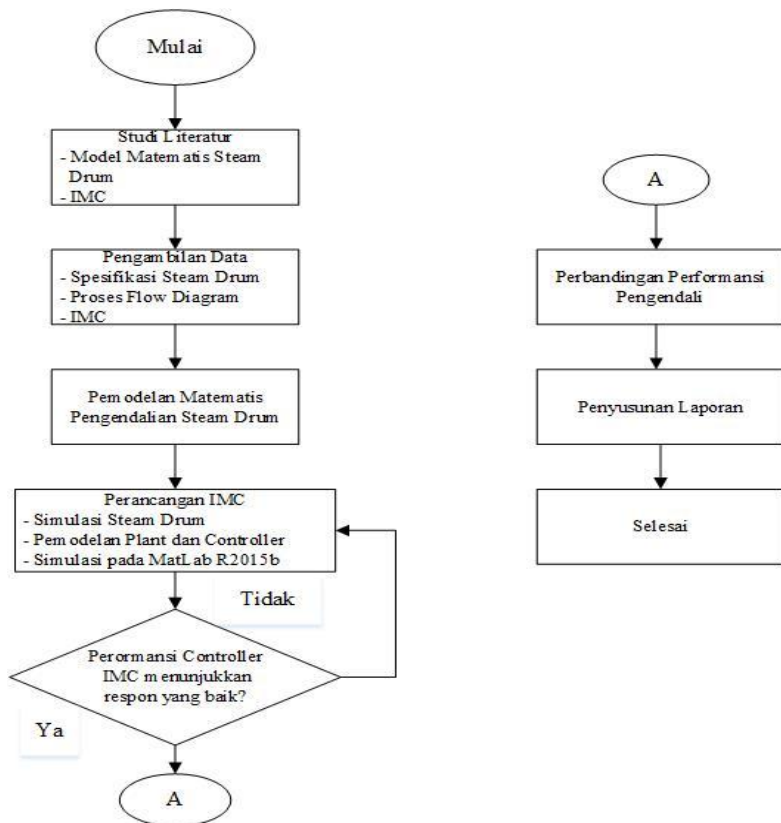 Mulai
Studi Literatur
- Model Matematis Steam
Drum
- IMC
Pengambilan Data
- Spesifikasi Steam Drum
- Proses Flow Diagram
- IMC
Pemodelan Matematis
Pengendalian Steam Drum
Perancangan IMC
- Simulasi Steam Drum
- Pemodelan Plant dan Controller
- Simulasi pada MatLab R2015b
Tidak
Perormansi Controller
IMC menunjukkan
respon yang baik?
Ya
A
A
Perbandingan Performansi
Pengendali
Penyusunan Laporan
Selesai